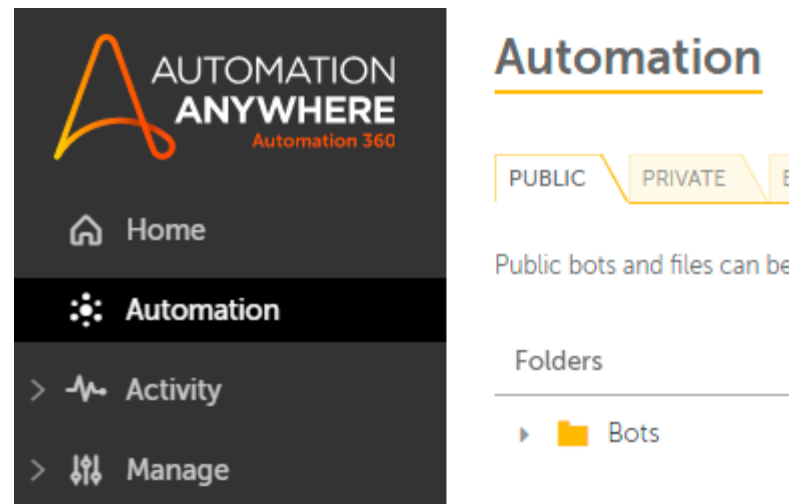 AUTOMATION
ANYWHERE
Automation 360
Home
Automation
Activity
Manage
Automation
PUBLIC
PRIVATE
Public bots and files can be
Folders
Bots